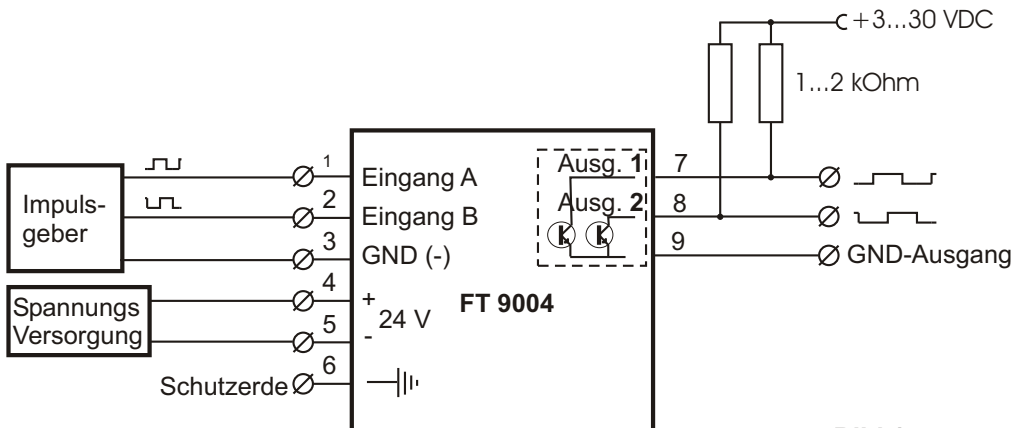 +3...30 VDC
1...2 kOhm
Impuls-
geber
1
2
3
Eingang A
Eingang B
GND (-)
Ausg. 1
Ausg. 2
7
8
9
GND-Ausgang
Spannungs
Versorgung
4
5
+
24 V
-
FT 9004
Schutzerde
6